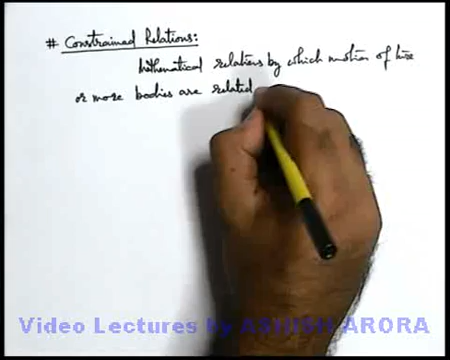 # Constrained Relations:
Mathematical relations by which motion of two
or more bodies are related
Video Lectures by ASHISH ARORA